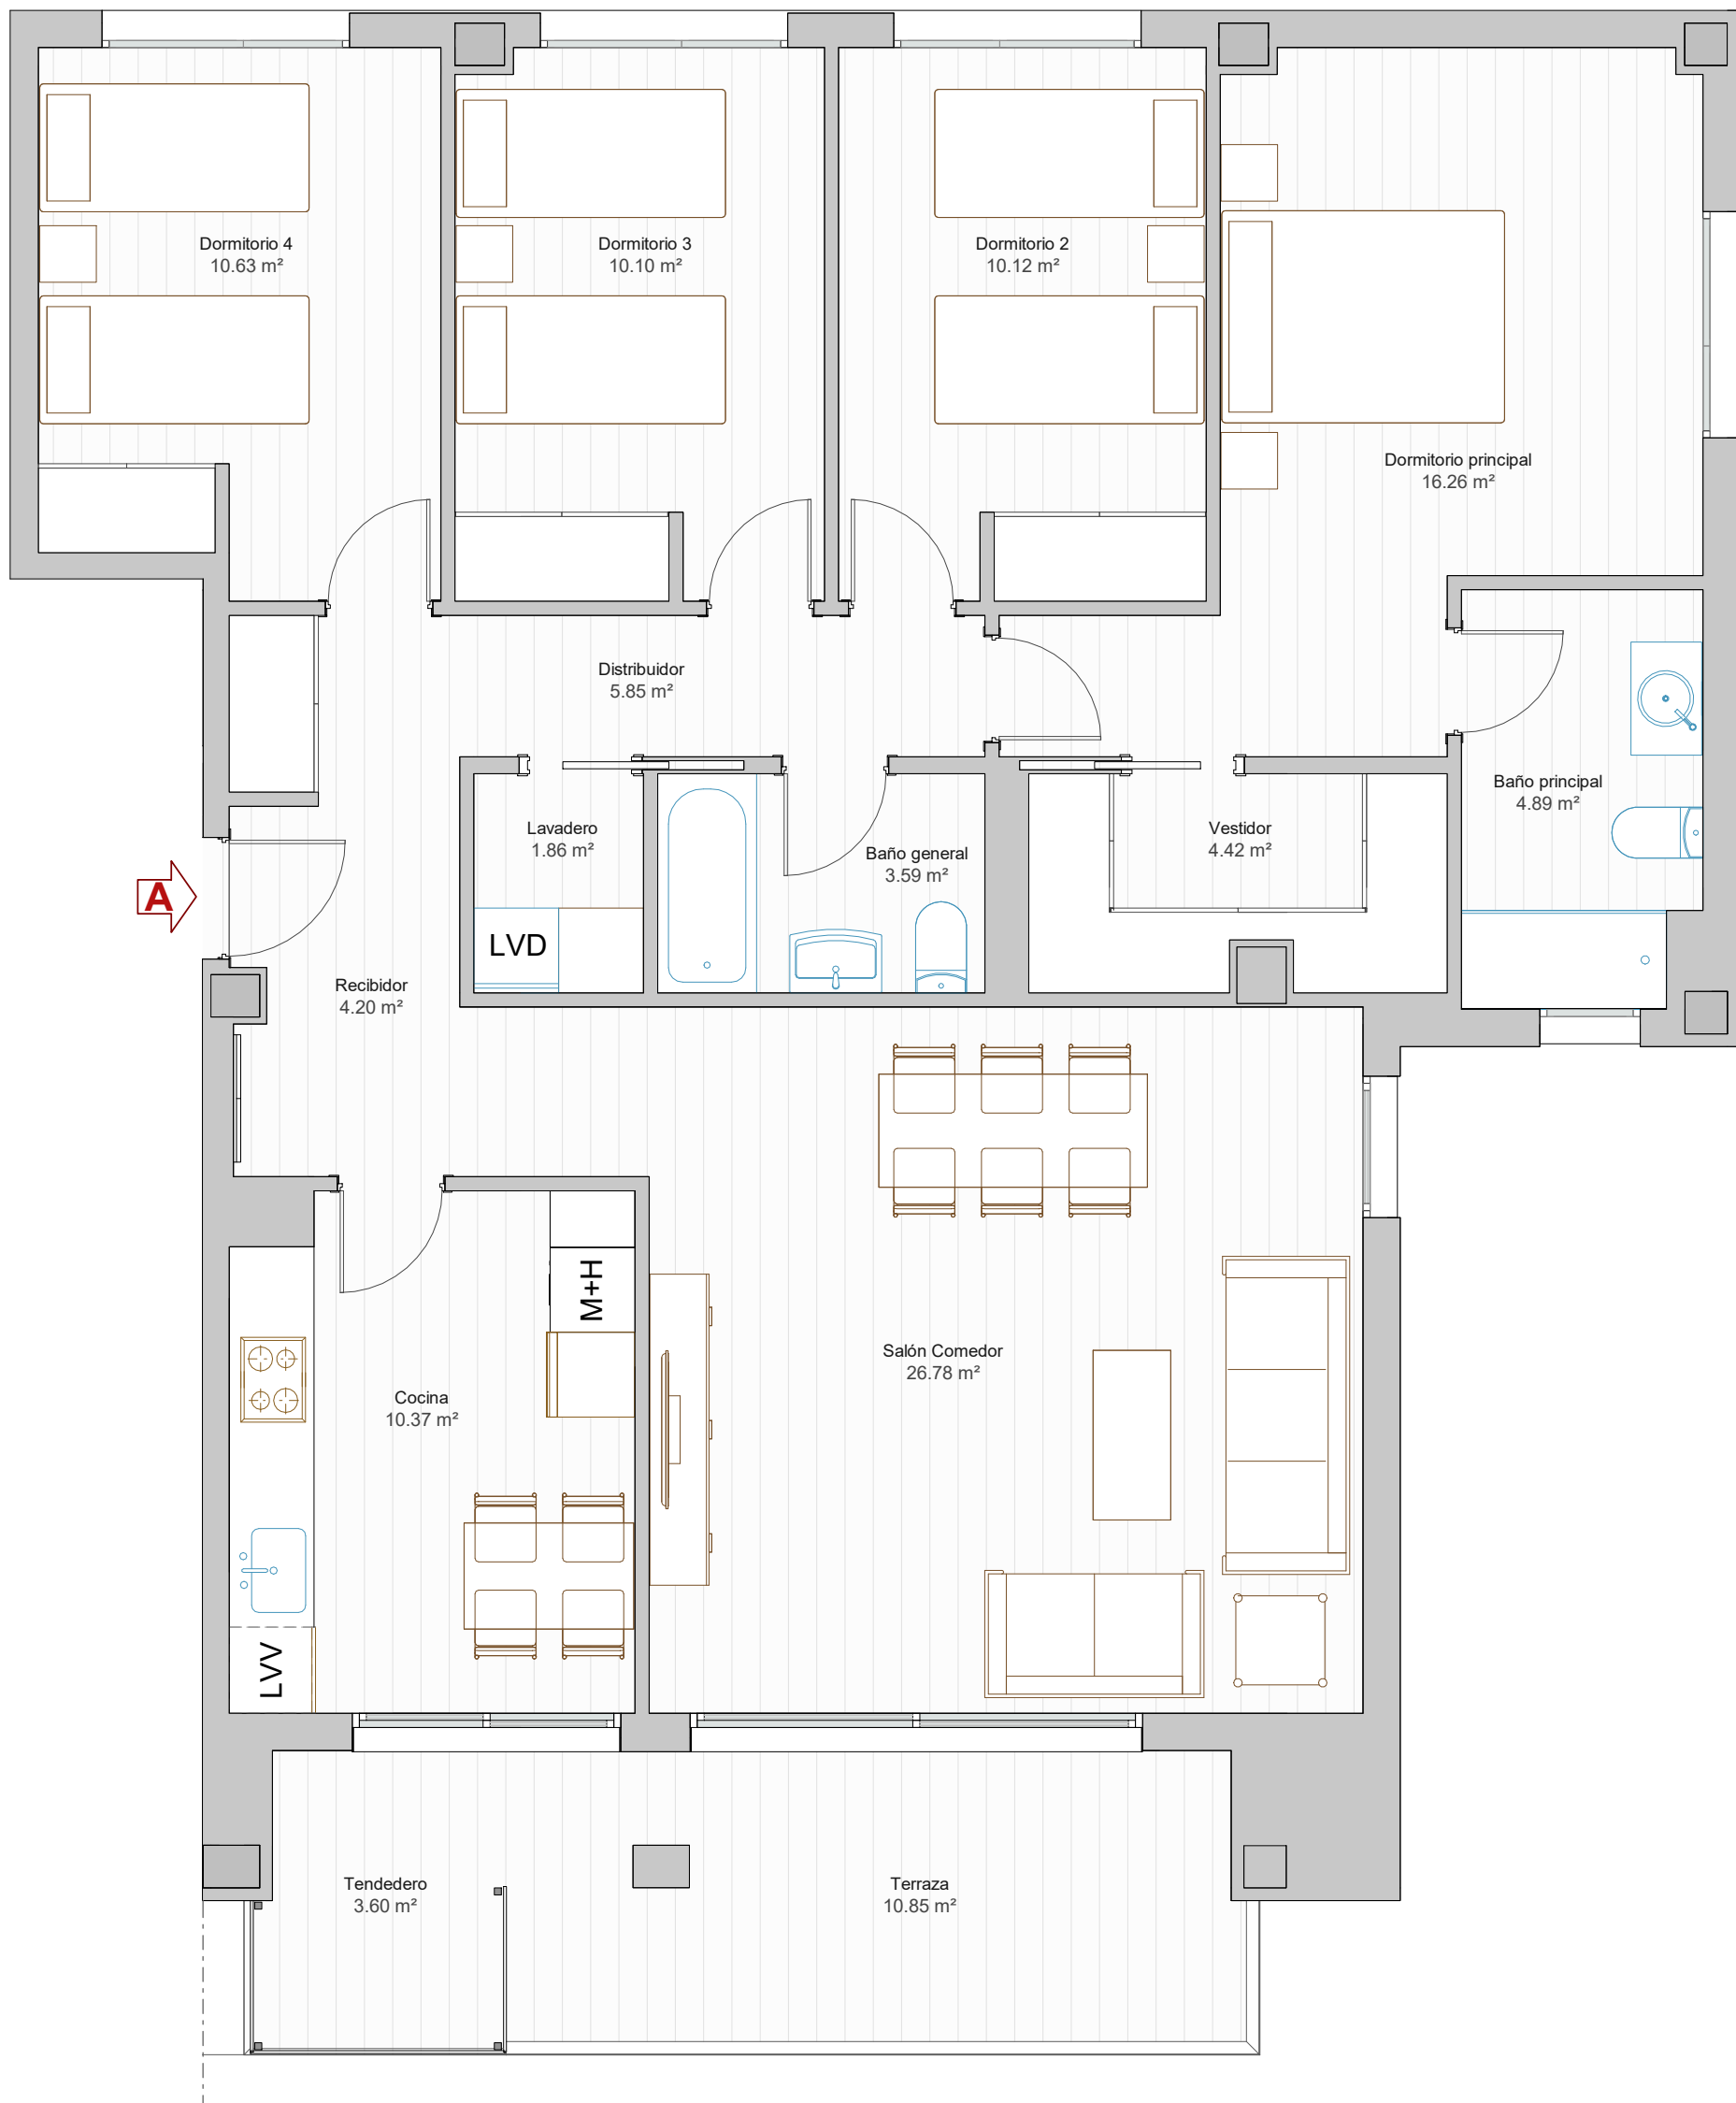 Dormitorio 4
10.63 m²
Dormitorio 3
10.10 m²
Dormitorio 2
10.12 m²
Dormitorio principal
16.26 m²
Distribuidor
5.85 m²
Baño principal
4.89 m²
Lavadero
1.86 m²
Vestidor
4.42 m²
Baño general
3.59 m²
A
LVD
Recibidor
4.20 m²
M+H
Salón Comedor
26.78 m²
Cocina
10.37 m²
LVV
Tendedero
3.60 m²
Terraza
10.85 m²